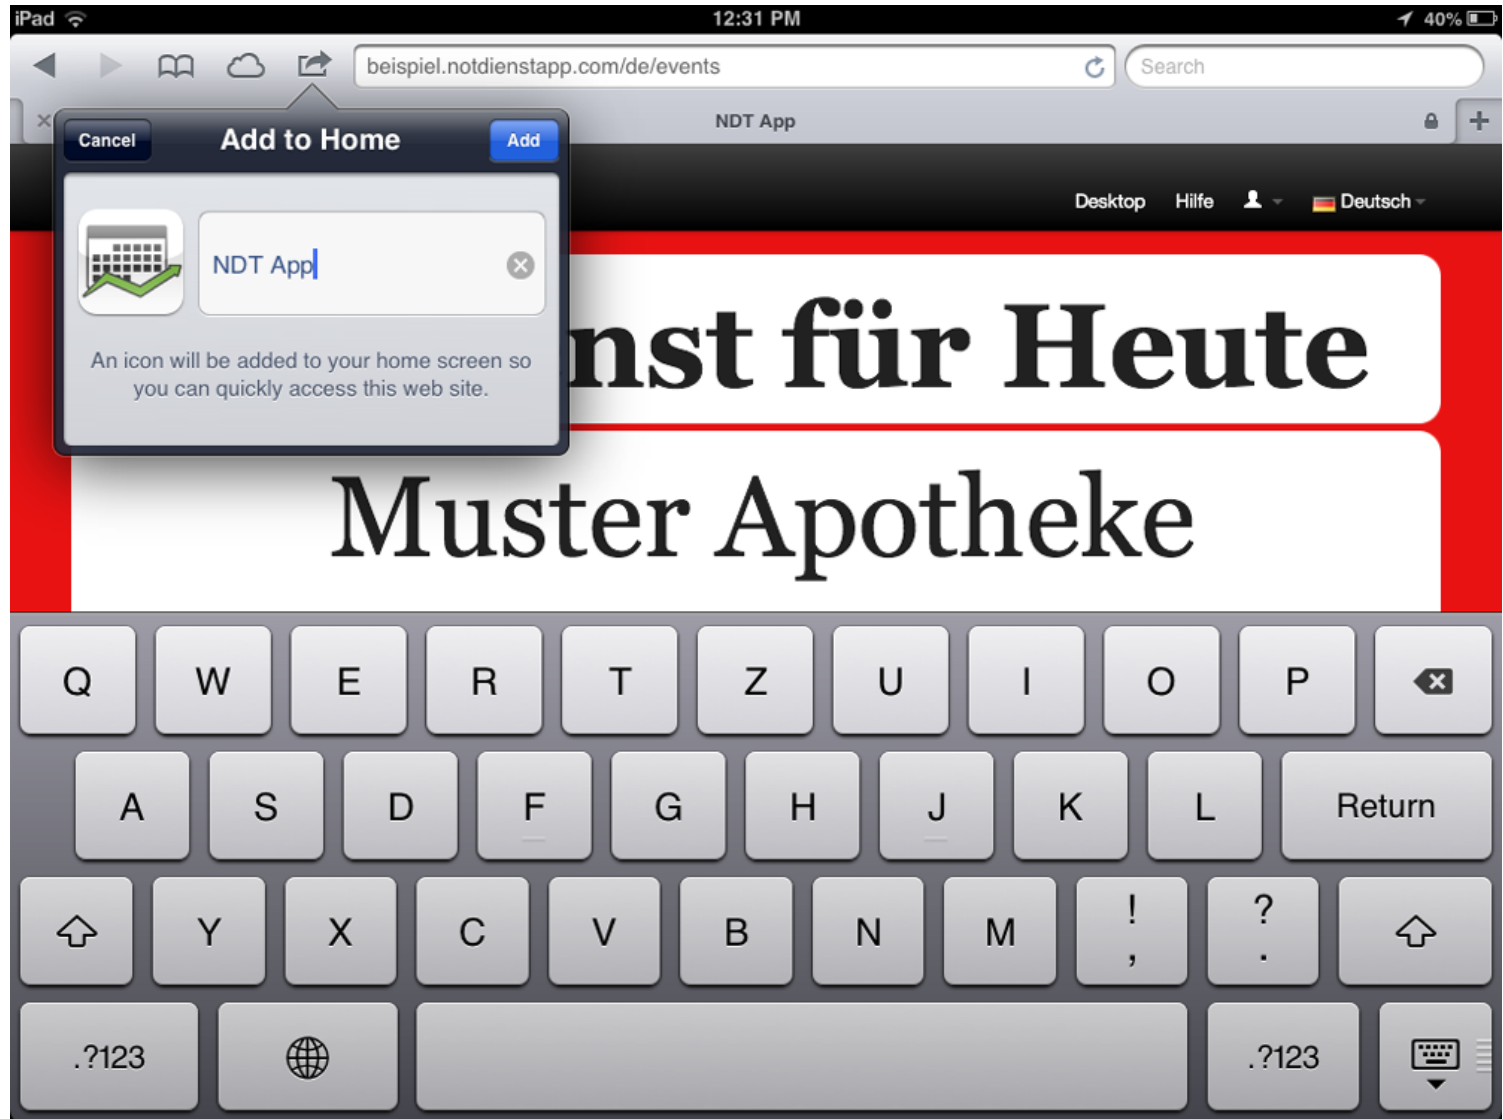 iPad 12:31 PM 40%
beispiel.notdienstapp.com/de/events Search
NDT App
Cancel Add to Home Add
Desktop Hilfe Deutsch
NDT App
An icon will be added to your home screen so
you can quickly access this web site.
nst für Heute
Muster Apotheke
Q W E R T Z U I O P
A S D F G H J K L Return
Y X C V B N M ! , ? .
.?123 .?123